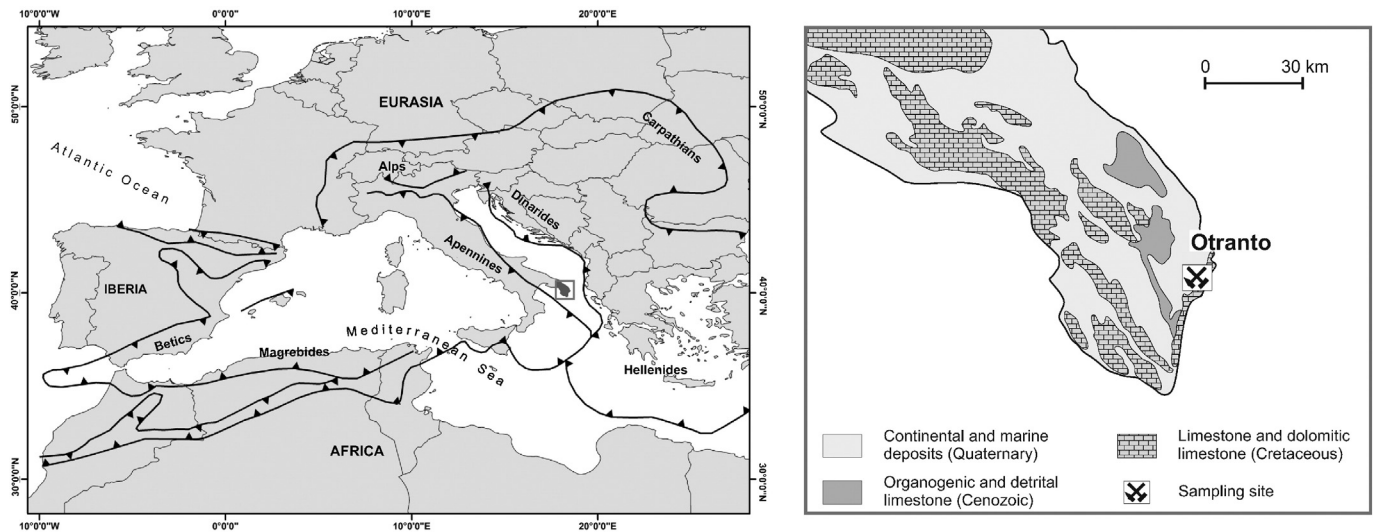 10°0'0"W
0°0'0"
10°0'0"E
20°0'0"E
50°0'0"N
50°0'0"N
EURASIA
Carpathians
Atlantic Ocean
Alps
Dinarides
Apennines
IBERIA
40°0'0"N
40°0'0"N
Mediterranean
Sea
Betics
Magrebides
Hellenides
AFRICA
30°0'0"N
30°0'0"N
10°0'0"W
0°0'0"
10°0'0"E
20°0'0"E
0 30 km
Otranto
Continental and marine
deposits (Quaternary)
Organogenic and detrital
limestone (Cenozoic)
Limestone and dolomitic
limestone (Cretaceous)
Sampling site